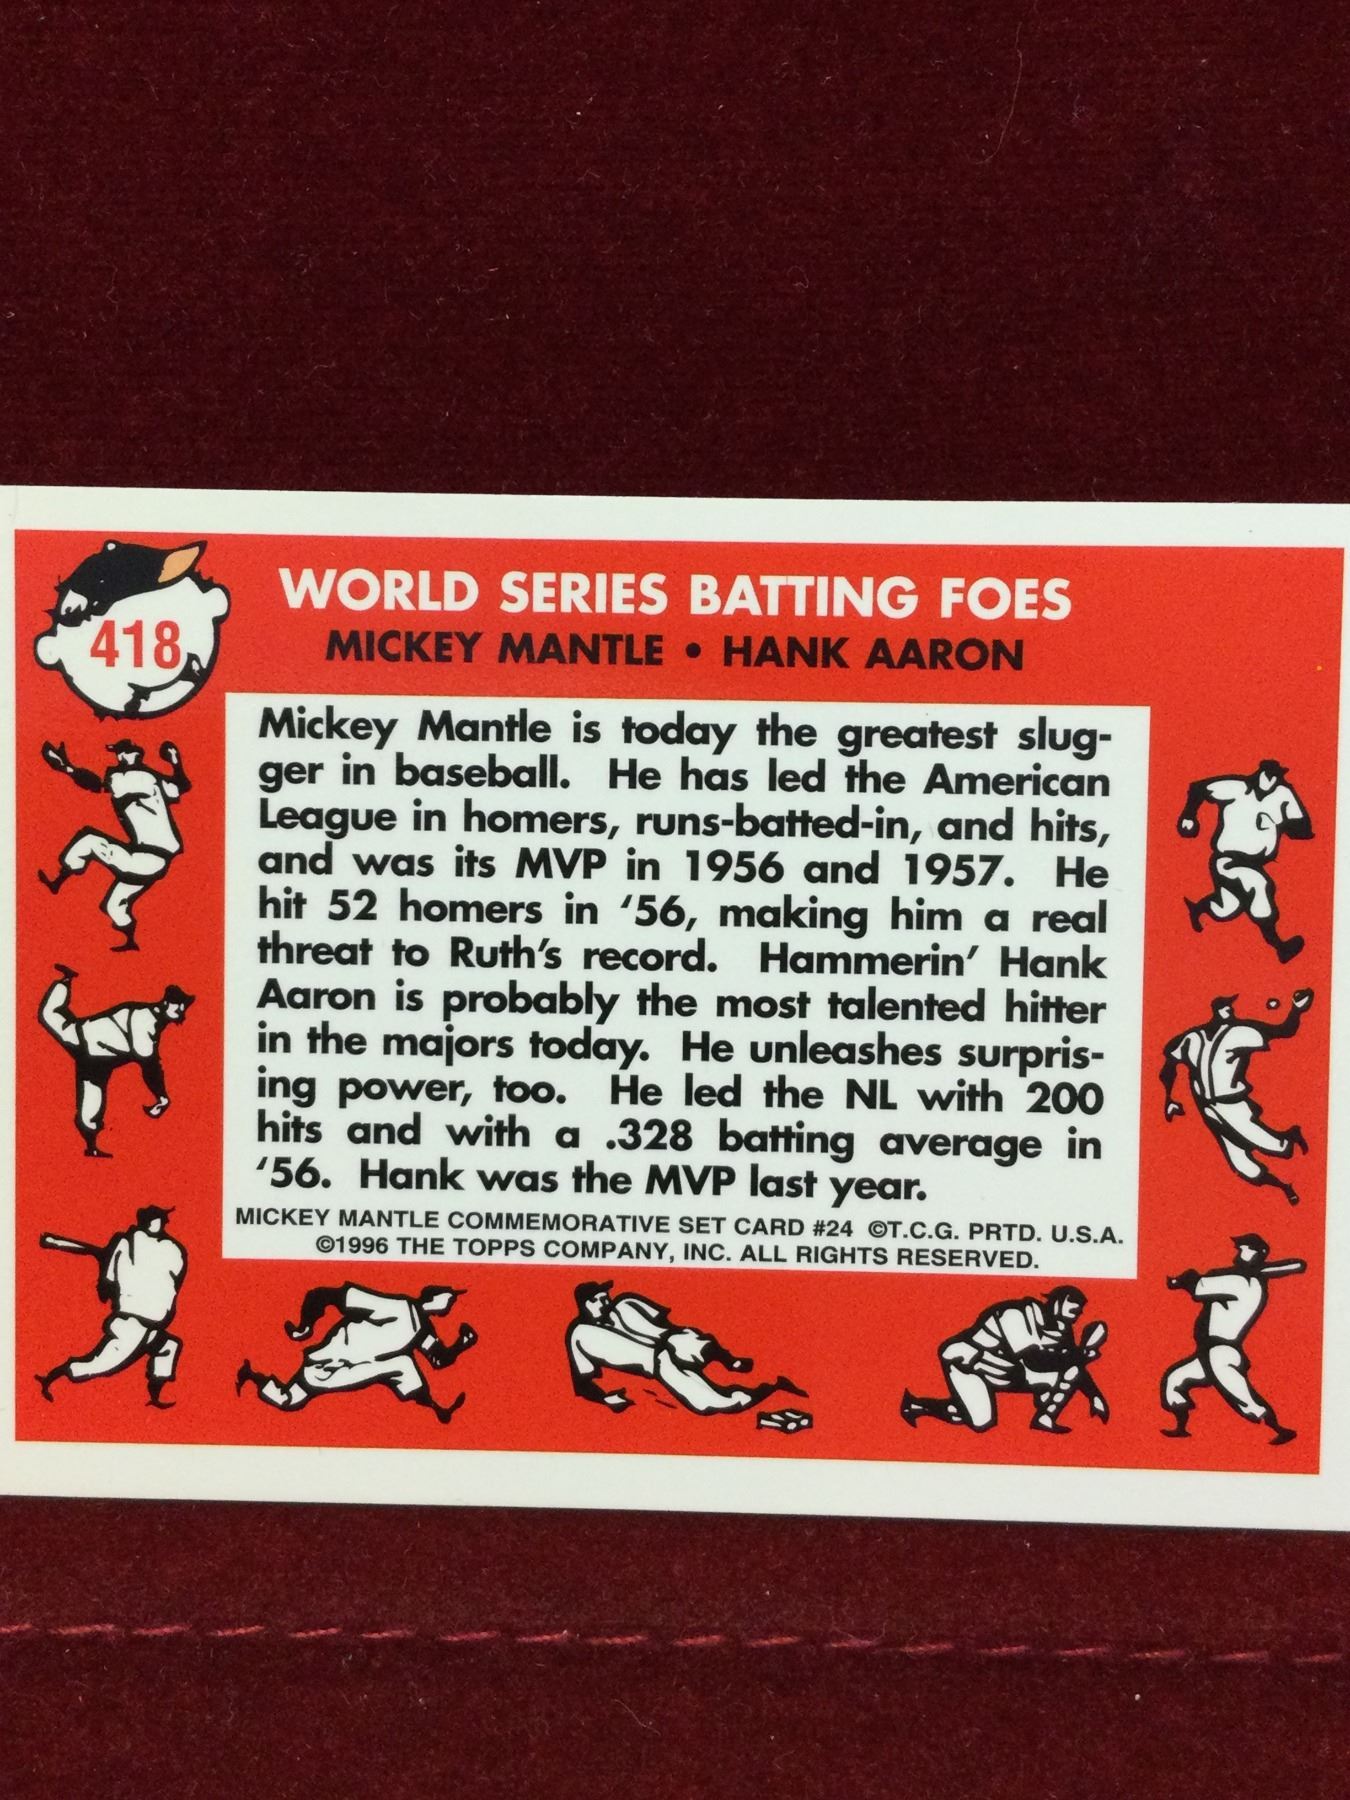 WORLD SERIES BATTING FOES
418
MICKEY MANTLE • HANK AARON
Mickey Mantle is today the greatest slug-
ger in baseball. He has led the American
League in homers, runs-batted-in, and hits,
and was its MVP in 1956 and 1957. He
hit 52 homers in ‘56, making him a real
threat to Ruth’s record. Hammerin’ Hank
Aaron is probably the most talented hitter
in the majors today. He unleashes surpris-
ing power, too. He led the NL with 200
hits and with a .328 batting average in
‘56. Hank was the MVP last year.
MICKEY MANTLE COMMEMORATIVE SET CARD #24 ©T.C.G. PRTD. U.S.A.
©1996 THE TOPPS COMPANY, INC. ALL RIGHTS RESERVED.